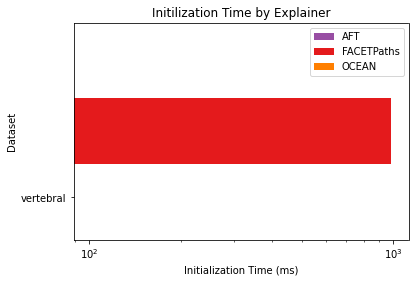 Initilization Time by Explainer
AFT
FACETPaths
OCEAN
Dataset
vertebral
10²
10³
Initialization Time (ms)